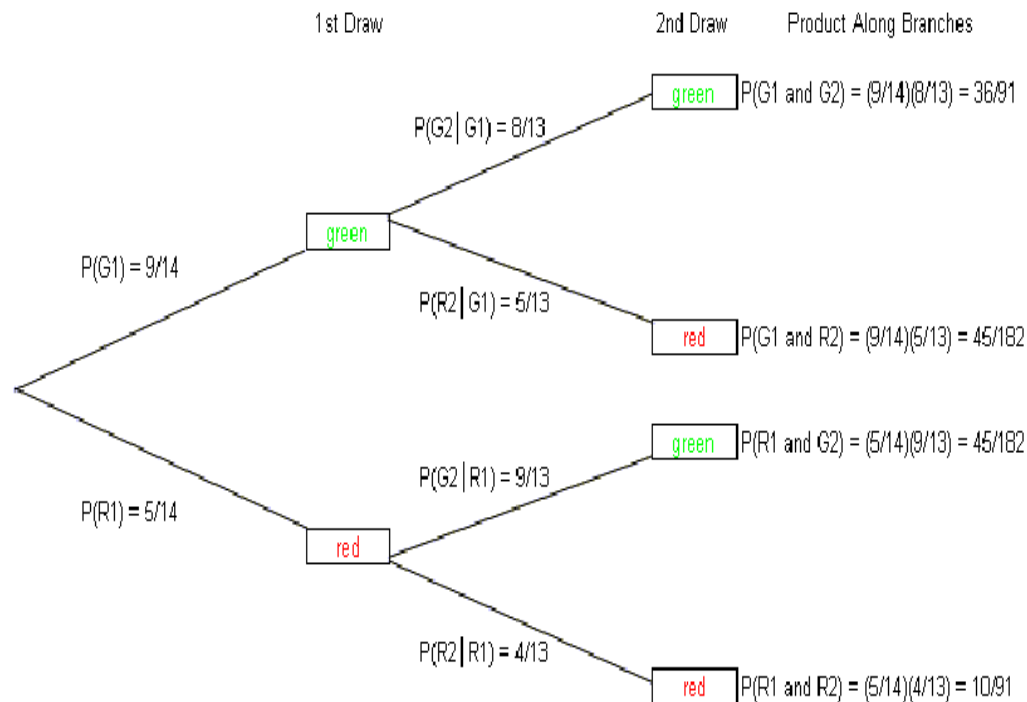 1st Draw 2nd Draw Product Along Branches
green P(G1 and G2) = (9/14)(8/13) = 36/91
P(G2|G1) = 8/13
green
P(G1) = 9/14
P(R2|G1) = 5/13
red P(G1 and R2) = (9/14)(5/13) = 45/182
green P(R1 and G2) = (5/14)(9/13) = 45/182
P(G2|R1) = 9/13
P(R1) = 5/14
red
P(R2|R1) = 4/13
red P(R1 and R2) = (5/14)(4/13) = 10/91